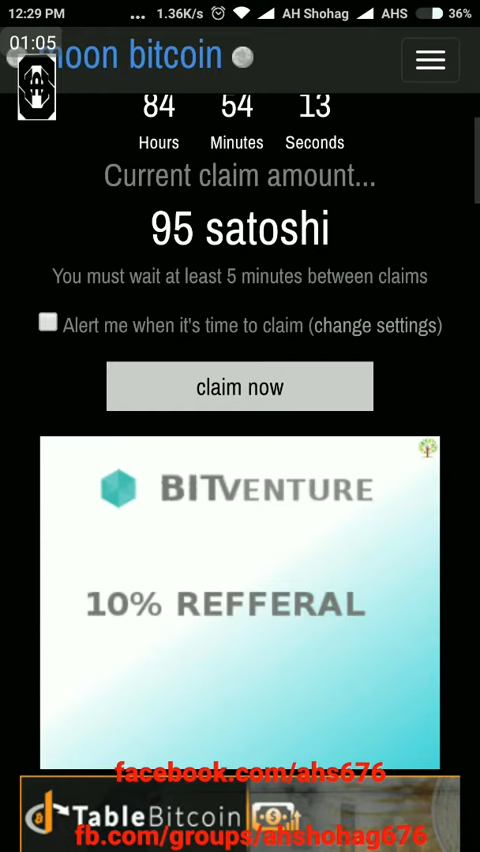 12:29 PM ... 1.36K/s AH Shohag AHS 36%
01:05
moon bitcoin
84 54 13
Hours Minutes Seconds
Current claim amount...
95 satoshi
You must wait at least 5 minutes between claims
Alert me when it's time to claim (change settings)
claim now
BITVENTURE
10% REFFERAL
facebook.com/ahs676
TableBitcoin
fb.com/groups/ahshohag676